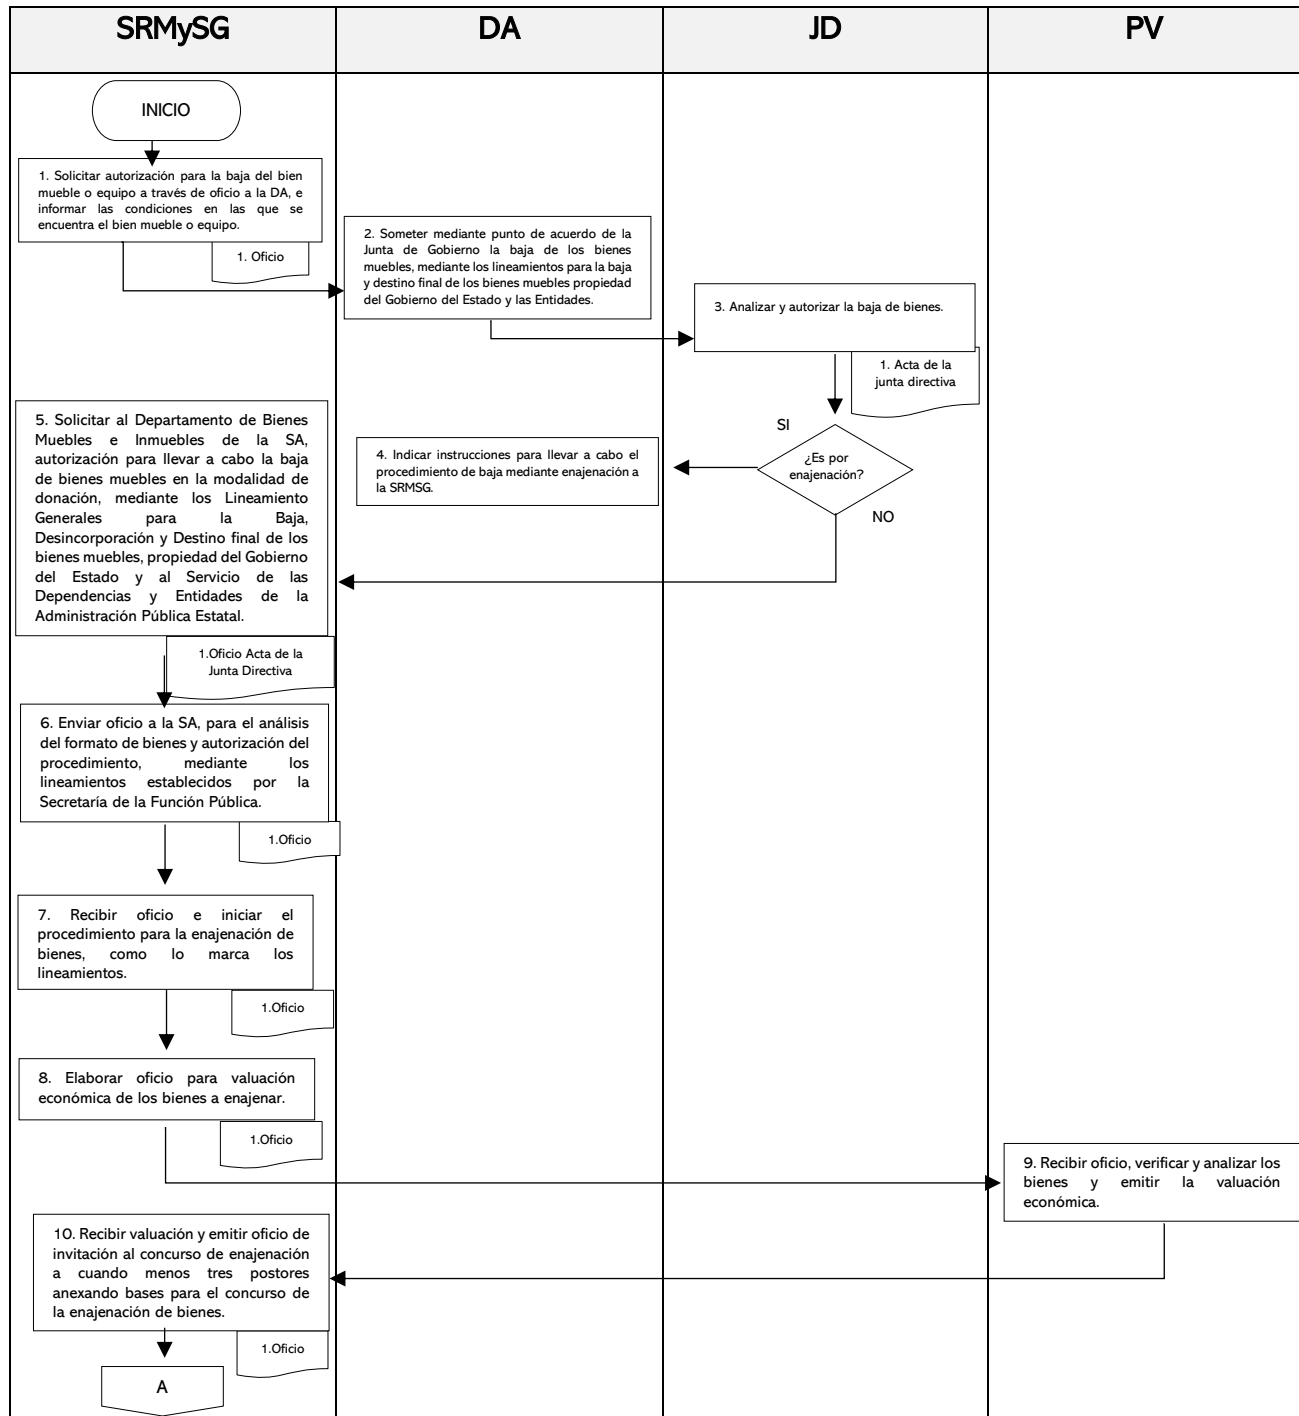 SRMySG
DA
JD
PV
INICIO
1. Solicitar autorización para la baja del bien
mueble o equipo a través de oficio a la DA, e
informar las condiciones en las que se
encuentra el bien mueble o equipo.
1. Oficio
2. Someter mediante punto de acuerdo de la
Junta de Gobierno la baja de los bienes
muebles, mediante los lineamientos para la baja
y destino final de los bienes muebles propiedad
del Gobierno del Estado y las Entidades.
3. Analizar y autorizar la baja de bienes.
1. Acta de la
junta directiva
SI
¿Es por
enajenación?
NO
4. Indicar instrucciones para llevar a cabo el
procedimiento de baja mediante enajenación a
la SRMSG.
5. Solicitar al Departamento de Bienes
Muebles e Inmuebles de la SA,
autorización para llevar a cabo la baja
de bienes muebles en la modalidad de
donación, mediante los Lineamiento
Generales para la Baja,
Desincorporación y Destino final de los
bienes muebles, propiedad del Gobierno
del Estado y al Servicio de las
Dependencias y Entidades de la
Administración Pública Estatal.
1.Oficio Acta de la
Junta Directiva
6. Enviar oficio a la SA, para el análisis
del formato de bienes y autorización del
procedimiento, mediante los
lineamientos establecidos por la
Secretaría de la Función Pública.
1.Oficio
7. Recibir oficio e iniciar el
procedimiento para la enajenación de
bienes, como lo marca los
lineamientos.
1.Oficio
8. Elaborar oficio para valuación
económica de los bienes a enajenar.
1.Oficio
9. Recibir oficio, verificar y analizar los
bienes y emitir la valuación
económica.
10. Recibir valuación y emitir oficio de
invitación al concurso de enajenación
a cuando menos tres postores
anexando bases para el concurso de
la enajenación de bienes.
1.Oficio
A